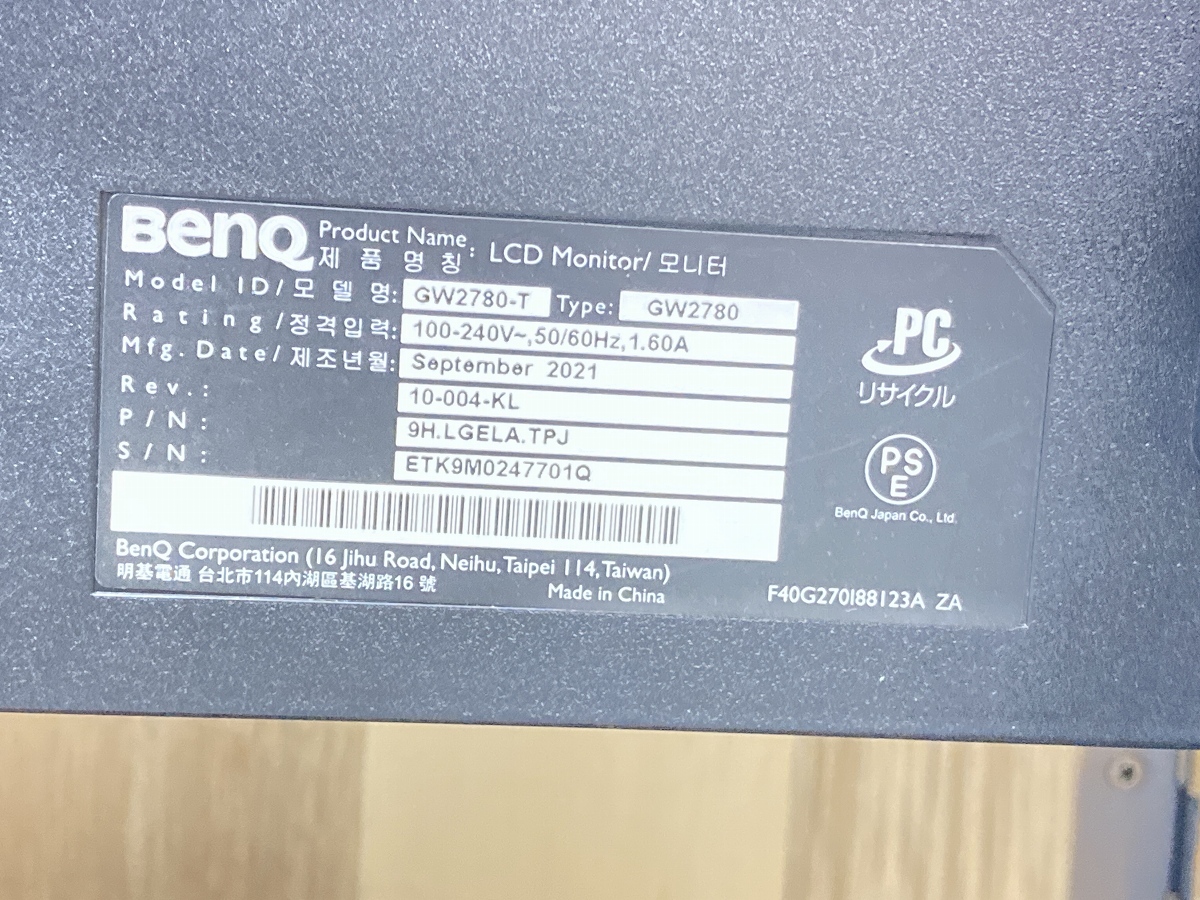 BenQ
Product Name : LCD Monitor/모니터
제 품 명 칭
Model ID/모 델 명: GW2780-T Type: GW2780
Rating/정격입력: 100-240V~,50/60Hz,1.60A
Mfg. Date/제조년월: September 2021
Rev.: 10-004-KL
P/N: 9H.LGELA.TPJ
S/N: ETK9M0247701Q
PC
リサイクル
PSE
BenQ Japan Co., Ltd.
BenQ Corporation (16 Jihu Road, Neihu, Taipei 114, Taiwan)
明基電通 台北市114內湖區基湖路16 號
Made in China
F40G270I88123A ZA